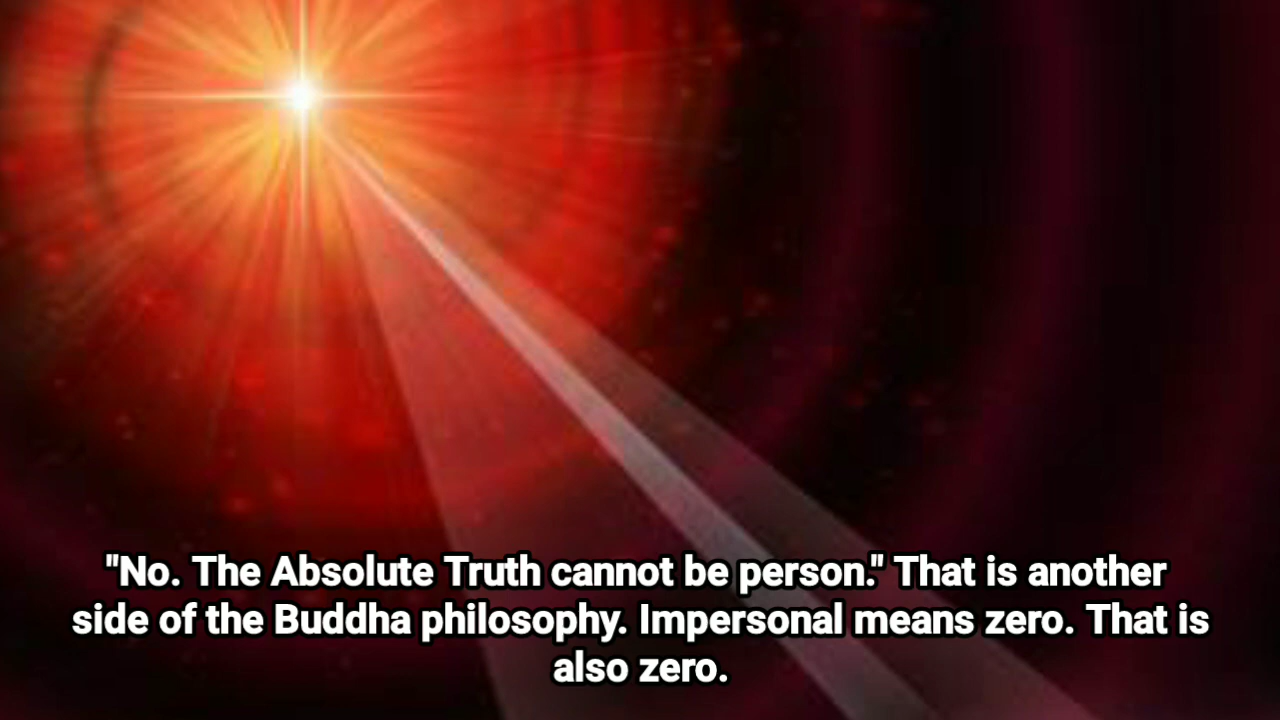 "No. The Absolute Truth cannot be person." That is another
side of the Buddha philosophy. Impersonal means zero. That is
also zero.